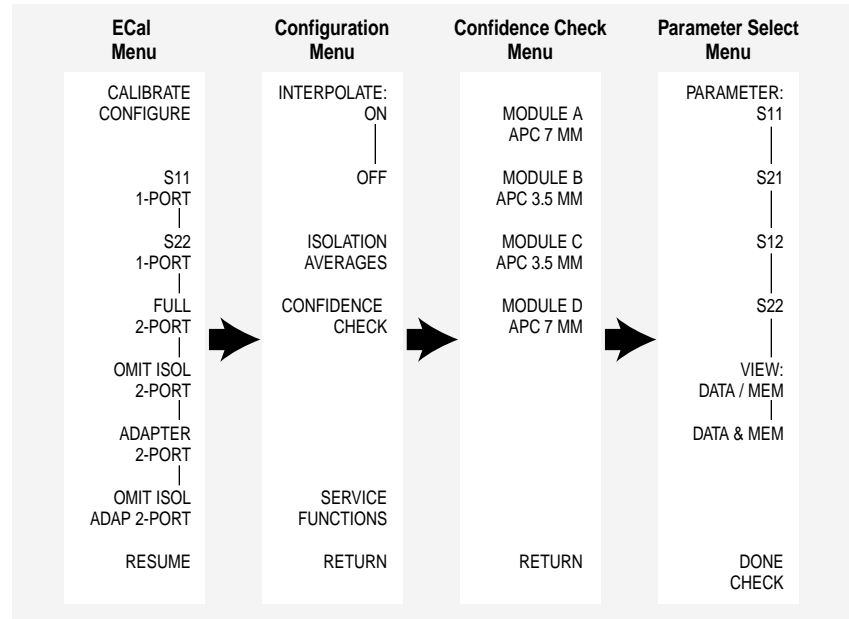 ECal
Menu
CALIBRATE
CONFIGURE
S11
1-PORT
S22
1-PORT
FULL
2-PORT
OMIT ISOL
2-PORT
ADAPTER
2-PORT
OMIT ISOL
ADAP 2-PORT
RESUME
Configuration
Menu
INTERPOLATE:
ON
OFF
ISOLATION
AVERAGES
CONFIDENCE
CHECK
SERVICE
FUNCTIONS
RETURN
Confidence Check
Menu
MODULE A
APC 7 MM
MODULE B
APC 3.5 MM
MODULE C
APC 3.5 MM
MODULE D
APC 7 MM
RETURN
Parameter Select
Menu
PARAMETER:
S11
S21
S12
S22
VIEW:
DATA / MEM
DATA & MEM
DONE
CHECK